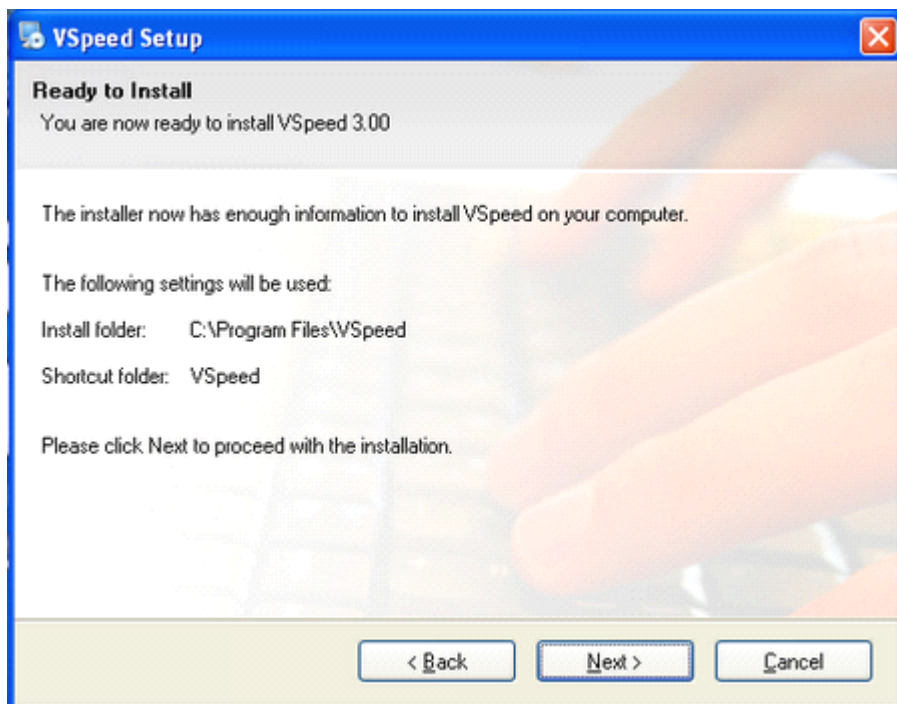 VSpeed Setup
Ready to Install
You are now ready to install VSpeed 3.00
The installer now has enough information to install VSpeed on your computer.
The following settings will be used:
Install folder: C:\Program Files\VSpeed
Shortcut folder: VSpeed
Please click Next to proceed with the installation.
< Back Next > Cancel